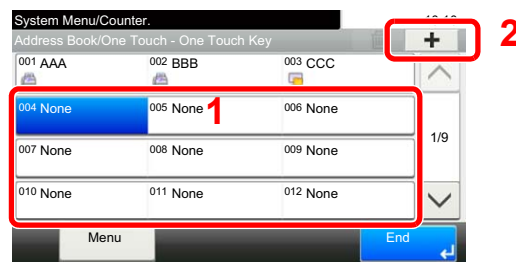 System Menu/Counter.
Address Book/One Touch - One Touch Key
+ 2
001 AAA 002 BBB 003 CCC
004 None 005 None 1 006 None
1/9
007 None 008 None 009 None
010 None 011 None 012 None
Menu End